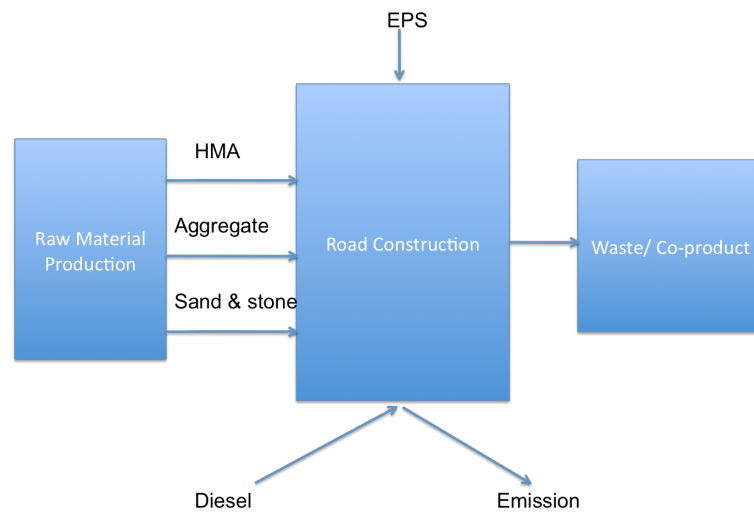 EPS
HMA
Aggregate
Sand & stone
Raw Material
Production
Road Construction
Waste/ Co-product
Diesel
Emission